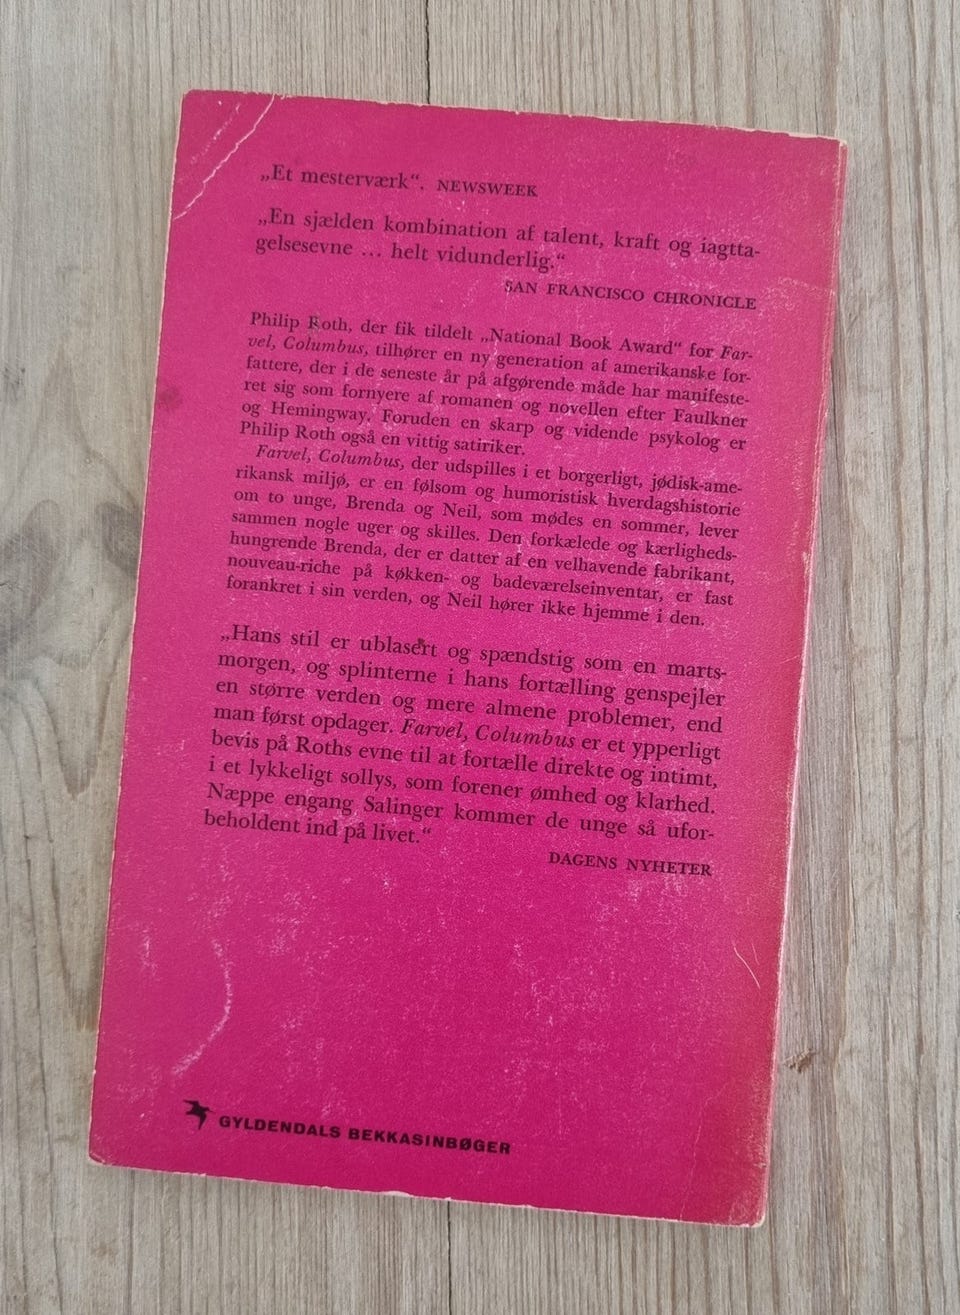 „Et mesterværk“. NEWSWEEK
„En sjælden kombination af talent, kraft og iagtta-
gelsesevne ... helt vidunderlig.“
SAN FRANCISCO CHRONICLE
Philip Roth, der fik tildelt „National Book Award“ for Far-
vel, Columbus, tilhører en ny generation af amerikanske for-
fattere, der i de seneste år på afgørende måde har manifeste-
ret sig som fornyere af romanen og novellen efter Faulkner
og Hemingway. Foruden en skarp og vidende psykolog er
Philip Roth også en vittig satiriker.
Farvel, Columbus, der udspilles i et borgerligt, jødisk-ame-
rikansk miljø, er en følsom og humoristisk hverdagshistorie
om to unge, Brenda og Neil, som mødes en sommer, lever
sammen nogle uger og skilles. Den forkælede og kærligheds-
hungrende Brenda, der er datter af en velhavende fabrikant,
nouveau-riche på køkken- og badeværelseinventar, er fast
forankret i sin verden, og Neil hører ikke hjemme i den.
„Hans stil er ublasert og spændstig som en marts-
morgen, og splinterne i hans fortælling genspejler
en større verden og mere almene problemer, end
man først opdager. Farvel, Columbus er et ypperligt
bevis på Roths evne til at fortælle direkte og intimt,
i et lykkeligt sollys, som forener ømhed og klarhed.
Næppe engang Salinger kommer de unge så ufor-
beholdent ind på livet.“
DAGENS NYHETER
GYLDENDALS BEKKASINBØGER